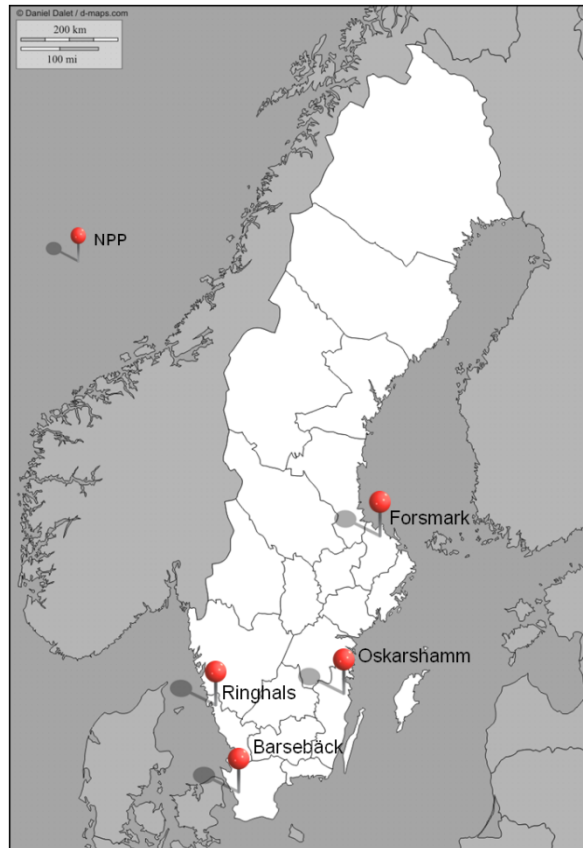 © Daniel Dalet / d-maps.com
200 km
100 mi
NPP
Forsmark
Oskarshamm
Ringhals
Barsebäck